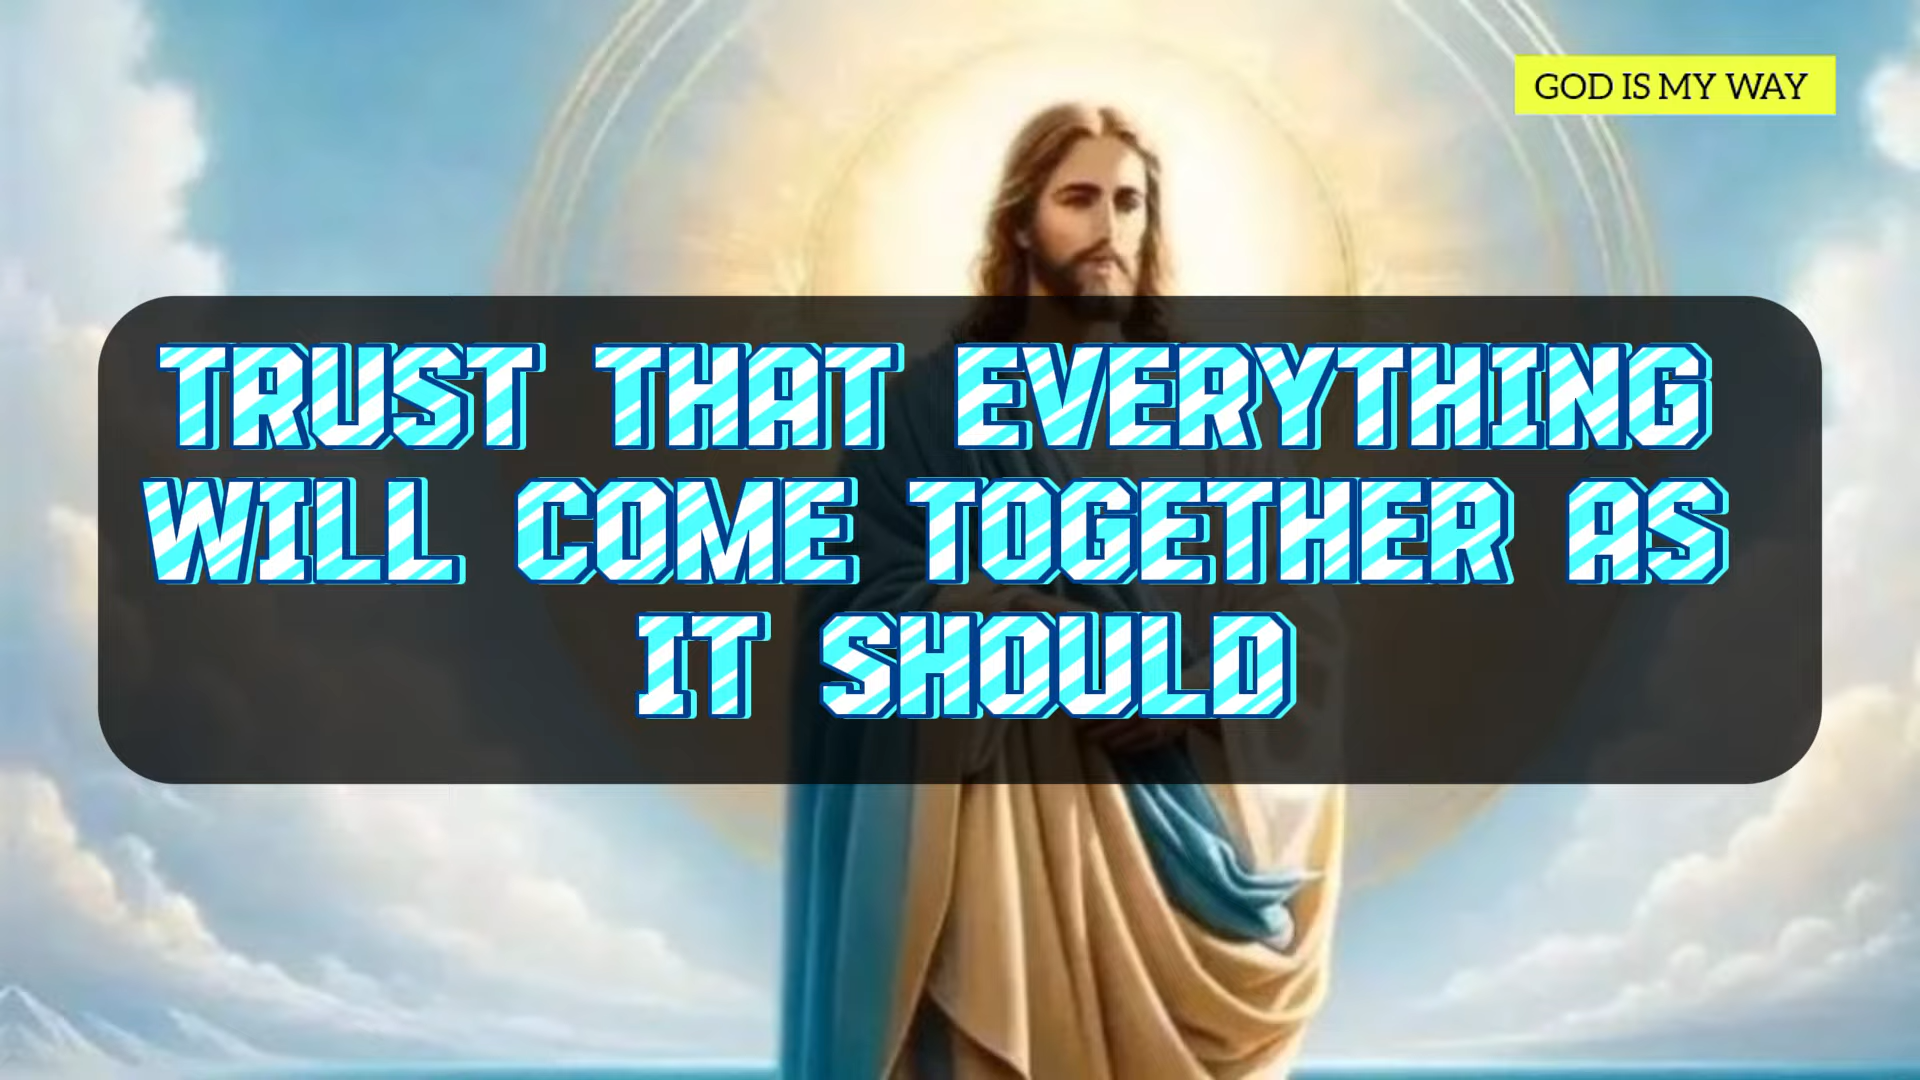 GOD IS MY WAY
TRUST THAT EVERYTHING
WILL COME TOGETHER AS
IT SHOULD